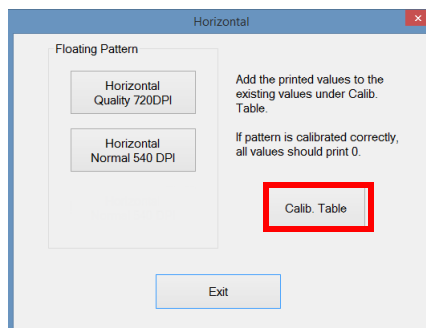 Horizontal
Floating Pattern
Horizontal
Quality 720DPI
Horizontal
Normal 540 DPI
Add the printed values to the
existing values under Calib.
Table.
If pattern is calibrated correctly,
all values should print 0.
Calib. Table
Exit